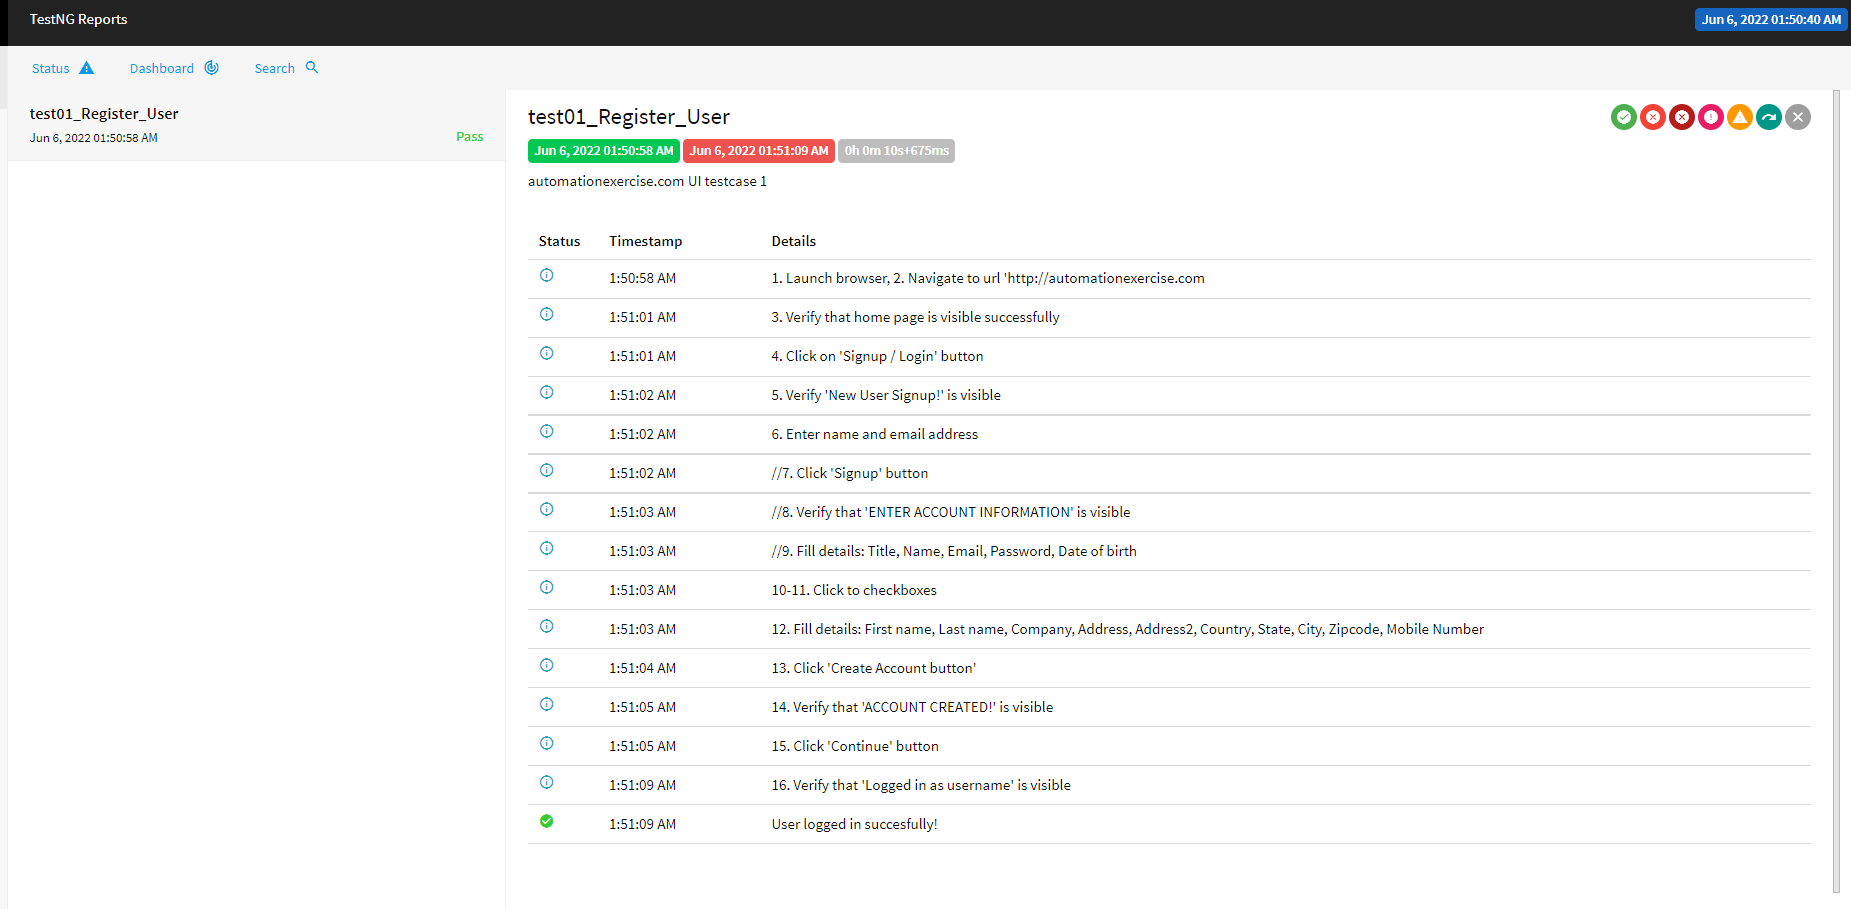 TestNG Reports
Jun 6, 2022 01:50:40 AM
Status Dashboard Search
test01_Register_User
Jun 6, 2022 01:50:58 AM Pass
test01_Register_User
Jun 6, 2022 01:50:58 AM Jun 6, 2022 01:51:09 AM 0h 0m 10s+675ms
automationexercise.com UI testcase 1
Status Timestamp Details
1:50:58 AM 1. Launch browser, 2. Navigate to url 'http://automationexercise.com
1:51:01 AM 3. Verify that home page is visible successfully
1:51:01 AM 4. Click on 'Signup / Login' button
1:51:02 AM 5. Verify 'New User Signup!' is visible
1:51:02 AM 6. Enter name and email address
1:51:02 AM //7. Click 'Signup' button
1:51:03 AM //8. Verify that 'ENTER ACCOUNT INFORMATION' is visible
1:51:03 AM //9. Fill details: Title, Name, Email, Password, Date of birth
1:51:03 AM 10-11. Click to checkboxes
1:51:03 AM 12. Fill details: First name, Last name, Company, Address, Address2, Country, State, City, Zipcode, Mobile Number
1:51:04 AM 13. Click 'Create Account button'
1:51:05 AM 14. Verify that 'ACCOUNT CREATED!' is visible
1:51:05 AM 15. Click 'Continue' button
1:51:09 AM 16. Verify that 'Logged in as username' is visible
1:51:09 AM User logged in succesfully!